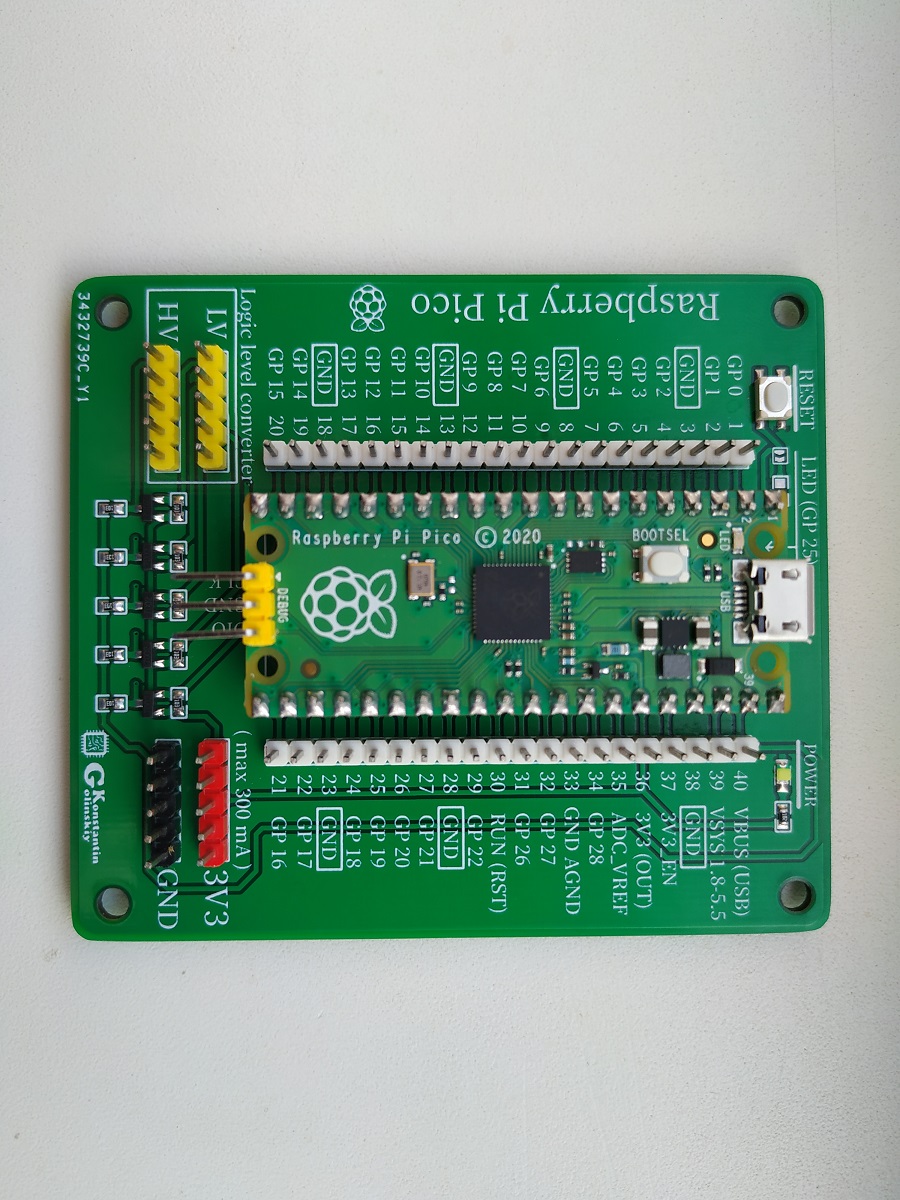 RESET
LED (GP 25)
POWER
GP 0 1
GP 1 2
GND 3
GP 2 4
GP 3 5
GP 4 6
GP 5 7
GND 8
GP 6 9
GP 7 10
GP 8 11
GP 9 12
GND 13
GP 10 14
GP 11 15
GP 12 16
GP 13 17
GND 18
GP 14 19
GP 15 20
Raspberry Pi Pico
1
2
39
LED
USB
BOOTSEL
Raspberry Pi Pico © 2020
DEBUG
40 VBUS (USB)
39 VSYS 1.8-5.5
38 GND
37 3V3_EN
36 3V3 (OUT)
35 ADC_VREF
34 GP 28
33 GND AGND
32 GP 27
31 GP 26
30 RUN (RST)
29 GP 22
28 GND
27 GP 21
26 GP 20
25 GP 19
24 GP 18
23 GND
22 GP 17
21 GP 16
Logic level converter
LV
HV
( max 300 mA )
3V3
GND
3432739C_Y1
Konstantin
Golinskiy